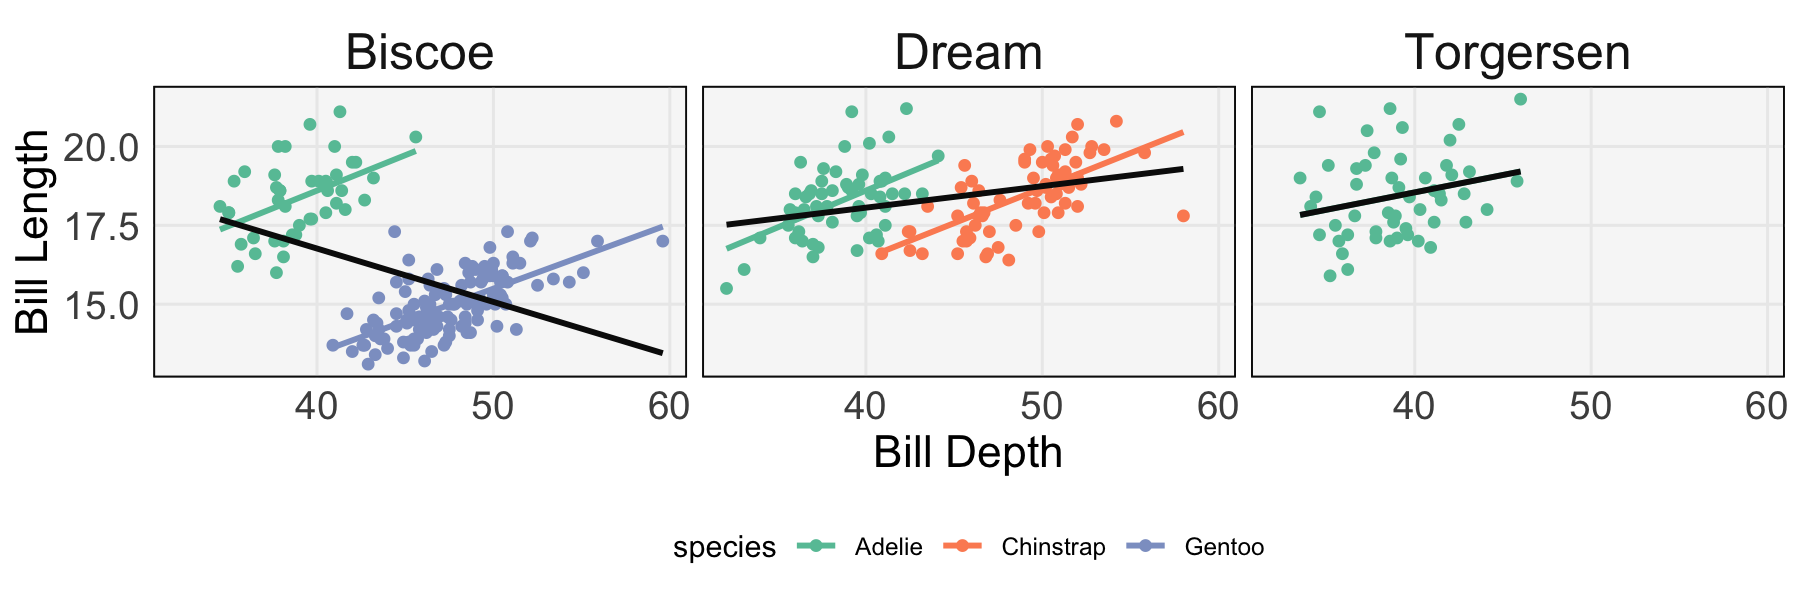 Biscoe Dream Torgersen
Bill Length
20.0
17.5
15.0
40 50 60 40 50 60 40 50 60
Bill Depth
species Adelie Chinstrap Gentoo